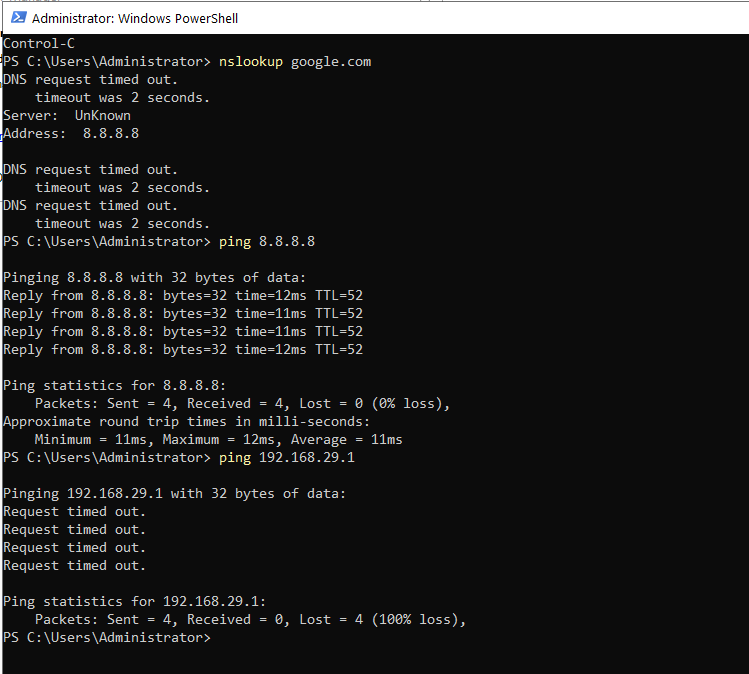 Administrator: Windows PowerShell
Control-C
PS C:\Users\Administrator> nslookup google.com
DNS request timed out.
    timeout was 2 seconds.
Server:  UnKnown
Address:  8.8.8.8

DNS request timed out.
    timeout was 2 seconds.
DNS request timed out.
    timeout was 2 seconds.
PS C:\Users\Administrator> ping 8.8.8.8

Pinging 8.8.8.8 with 32 bytes of data:
Reply from 8.8.8.8: bytes=32 time=12ms TTL=52
Reply from 8.8.8.8: bytes=32 time=11ms TTL=52
Reply from 8.8.8.8: bytes=32 time=11ms TTL=52
Reply from 8.8.8.8: bytes=32 time=12ms TTL=52

Ping statistics for 8.8.8.8:
    Packets: Sent = 4, Received = 4, Lost = 0 (0% loss),
Approximate round trip times in milli-seconds:
    Minimum = 11ms, Maximum = 12ms, Average = 11ms
PS C:\Users\Administrator> ping 192.168.29.1

Pinging 192.168.29.1 with 32 bytes of data:
Request timed out.
Request timed out.
Request timed out.
Request timed out.

Ping statistics for 192.168.29.1:
    Packets: Sent = 4, Received = 0, Lost = 4 (100% loss),
PS C:\Users\Administrator>